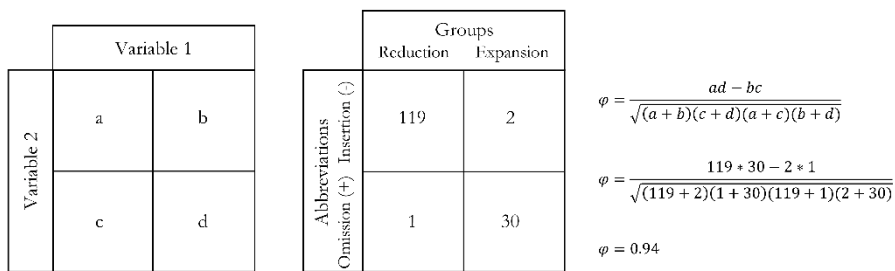 Variable 1
Variable 2
a
b
c
d
Groups
Reduction Expansion
Abbreviations
Insertion (-)
Omission (+)
119
2
1
30
φ = (ad − bc) / √((a + b)(c + d)(a + c)(b + d))
φ = (119 ∗ 30 − 2 ∗ 1) / √((119 + 2)(1 + 30)(119 + 1)(2 + 30))
φ = 0.94